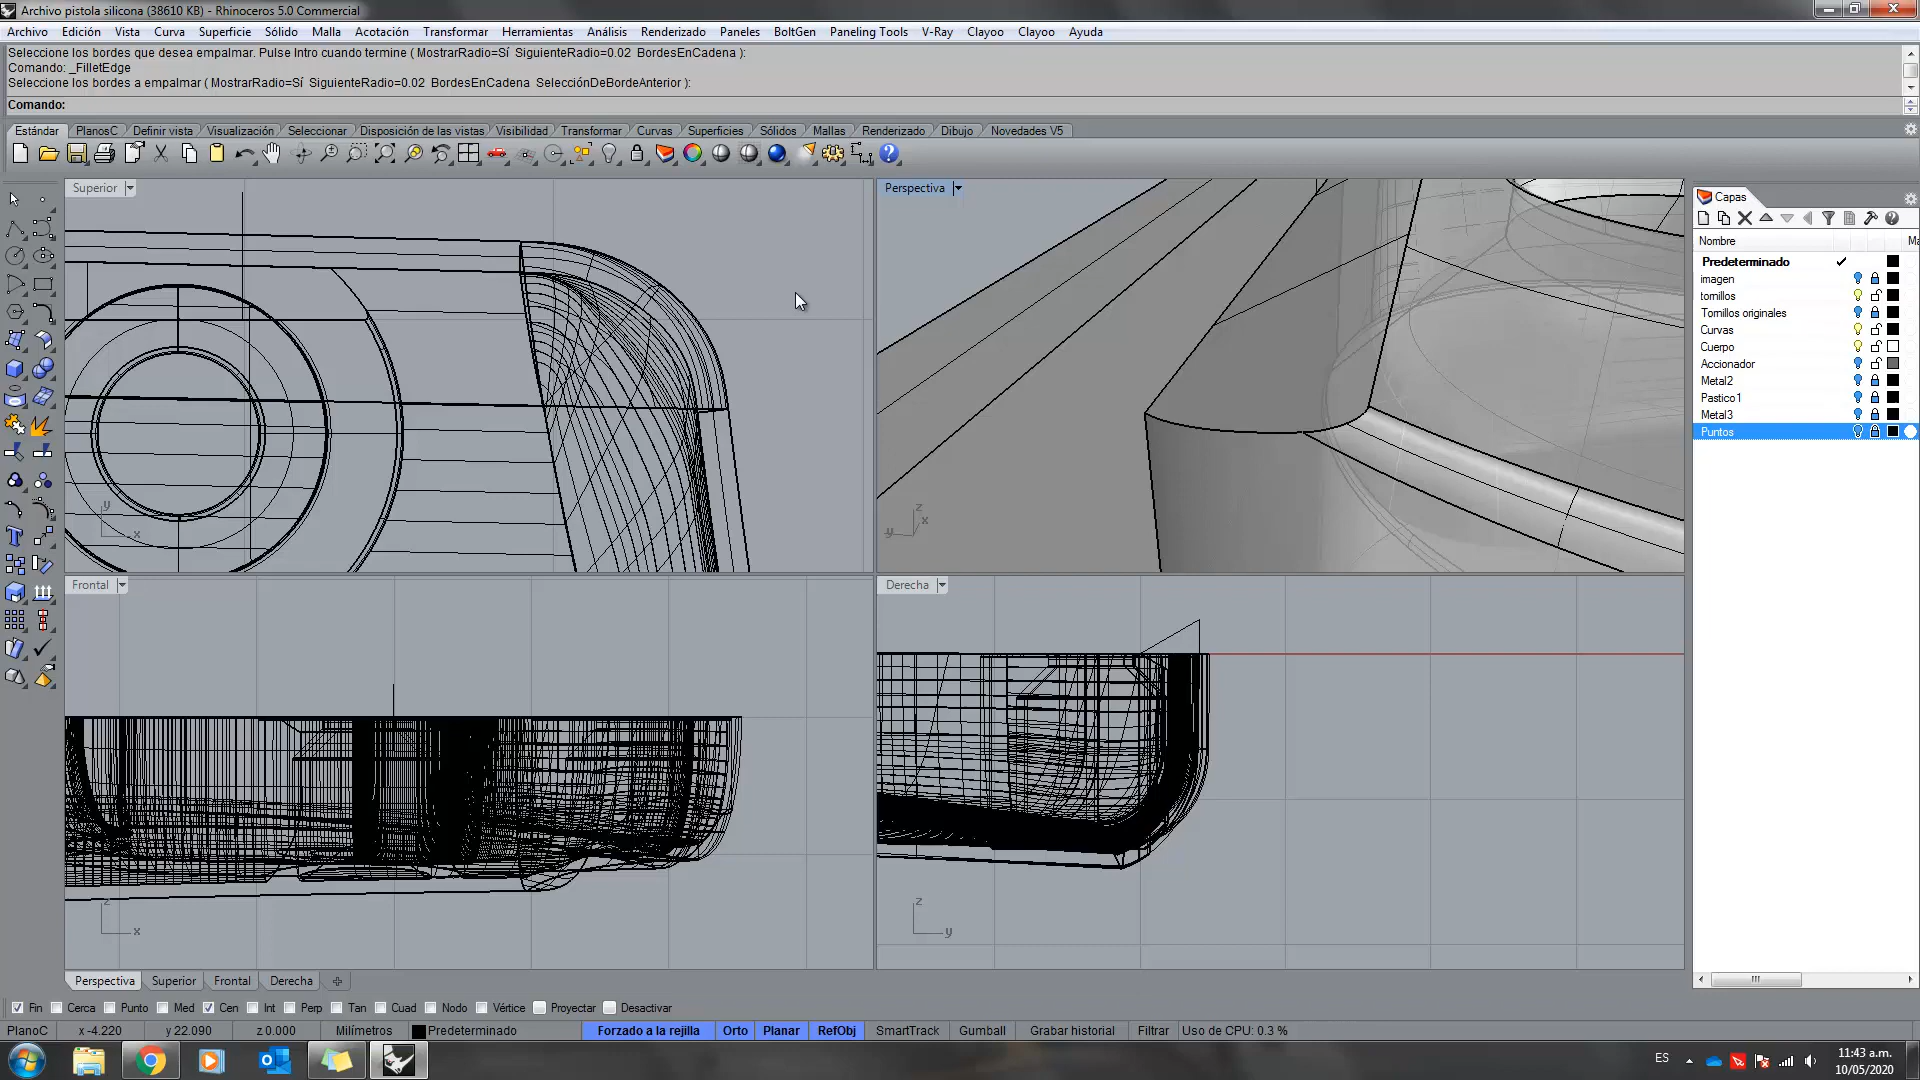 Archivo pistola silicona (38610 KB) - Rhinoceros 5.0 Commercial
Archivo Edición Vista Curva Superficie Sólido Malla Acotación Transformar Herramientas Análisis Renderizado Paneles BoltGen Paneling Tools V-Ray Clayoo Clayoo Ayuda
Seleccione los bordes que desea empalmar. Pulse Intro cuando termine ( MostrarRadio=Sí SiguienteRadio=0.02 BordesEnCadena ):
Comando: _FilletEdge
Seleccione los bordes a empalmar ( MostrarRadio=Sí SiguienteRadio=0.02 BordesEnCadena SelecciónDeBordeAnterior ):
Comando:
Estándar PlanosC Definir vista Visualización Seleccionar Disposición de las vistas Visibilidad Transformar Curvas Superficies Sólidos Mallas Renderizado Dibujo Novedades V5
Superior
Perspectiva
Capas
Nombre Ma
Predeterminado
imagen
tornillos
Tornillos originales
Curvas
Cuerpo
Accionador
Metal2
Pastico1
Metal3
Puntos
y
x
z
x
y
Frontal
Derecha
z
x
z
y
Perspectiva Superior Frontal Derecha
Fin Cerca Punto Med Cen Int Perp Tan Cuad Nodo Vértice Proyectar Desactivar
PlanoC x -4.220 y 22.090 z 0.000 Milímetros Predeterminado Forzado a la rejilla Orto Planar RefObj SmartTrack Gumball Grabar historial Filtrar Uso de CPU: 0.3 %
ES
11:43 a.m.
10/05/2020